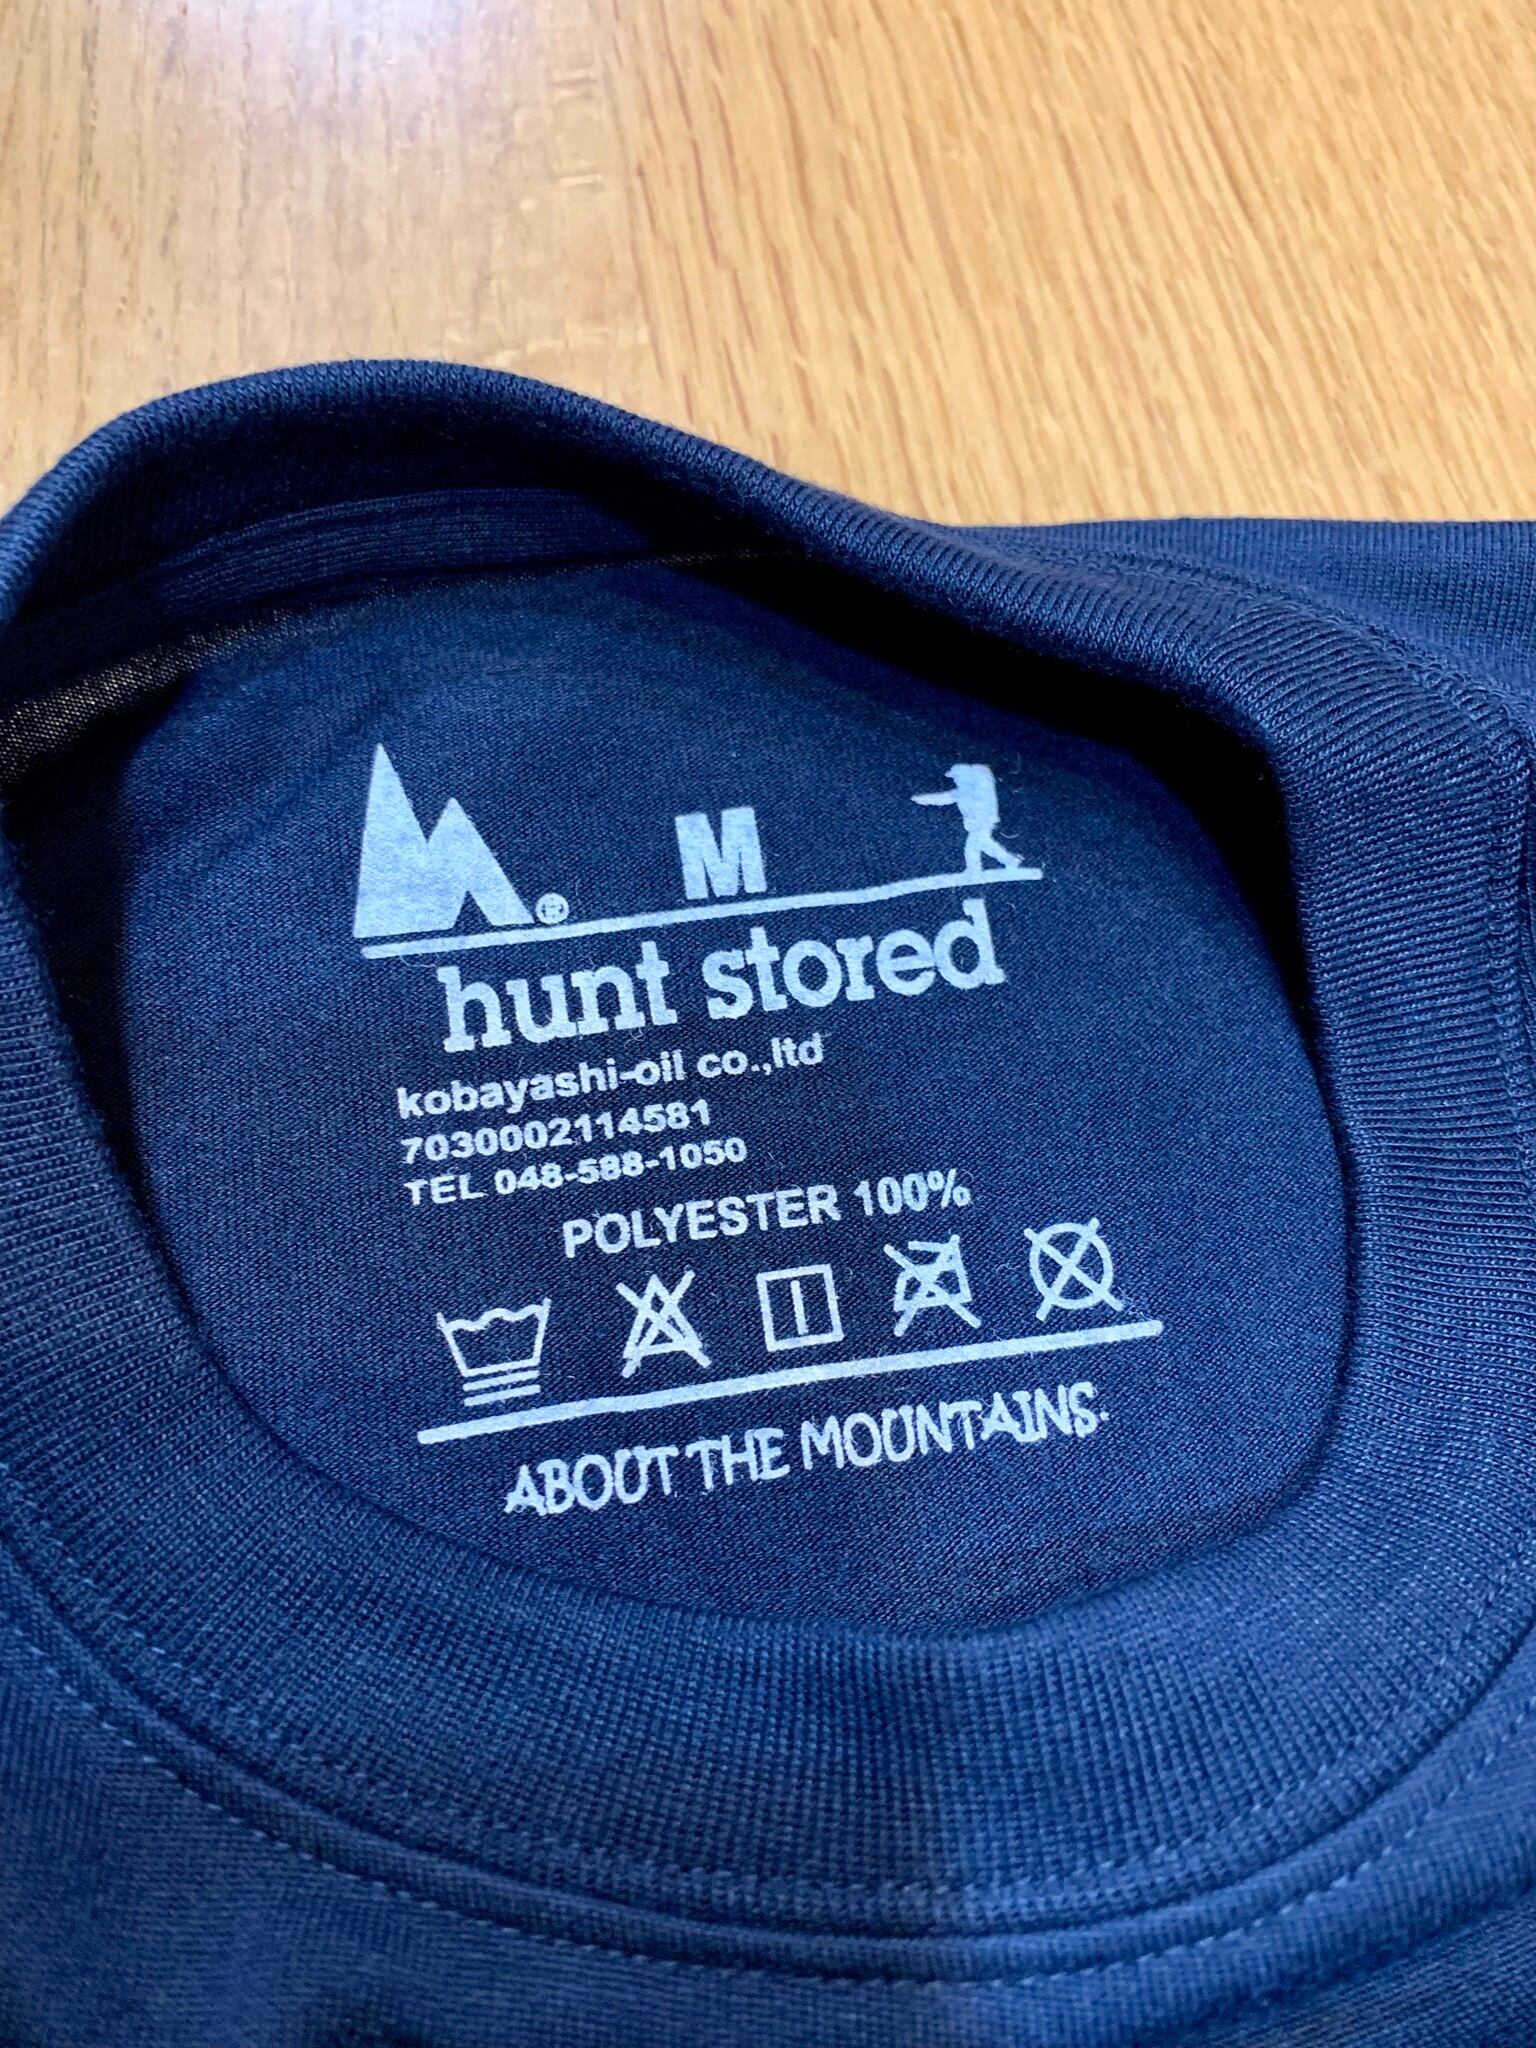 M
®
hunt stored
kobayashi-oil co.,ltd
7030002114581
TEL 048-588-1050
POLYESTER 100%
ABOUT THE MOUNTAINS.